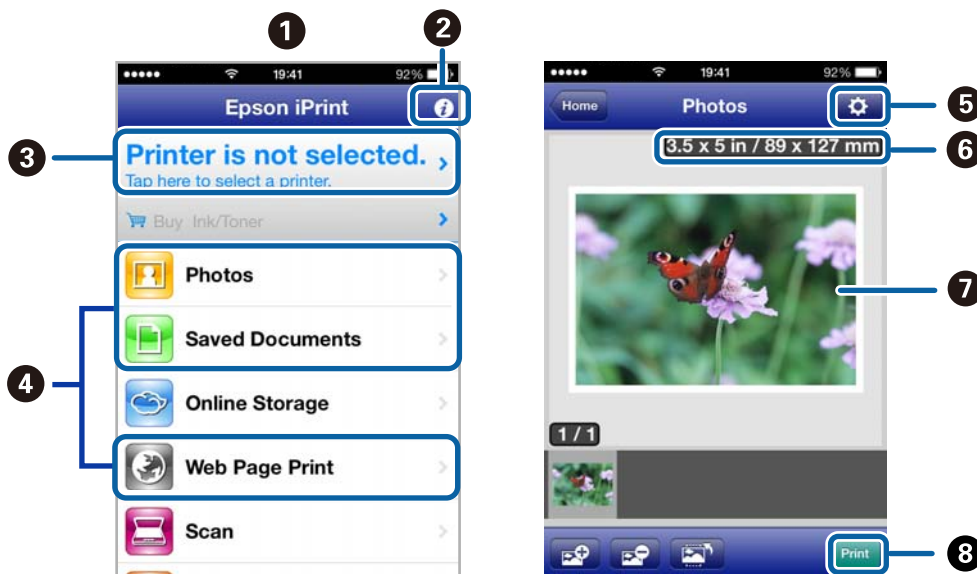 1
2
19:41
92%
Epson iPrint
3
Printer is not selected.
Tap here to select a printer.
Buy Ink/Toner
Photos
Saved Documents
4
Online Storage
Web Page Print
Scan
19:41
92%
Home
Photos
5
3.5 x 5 in / 89 x 127 mm
6
7
1/1
Print
8